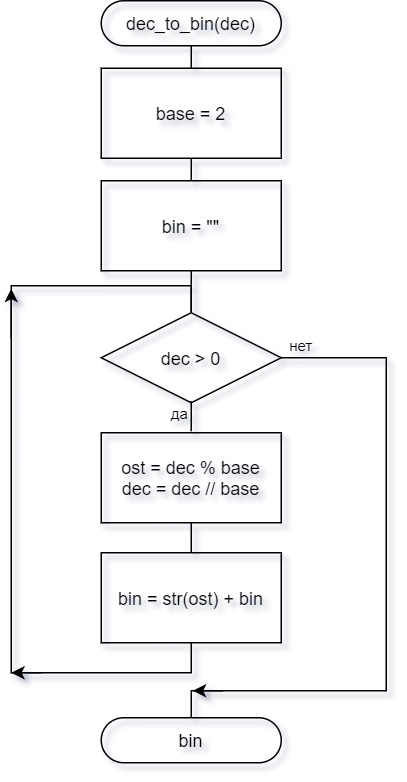 dec_to_bin(dec)
base = 2
bin = ""
dec > 0
нет
да
ost = dec % base
dec = dec // base
bin = str(ost) + bin
bin